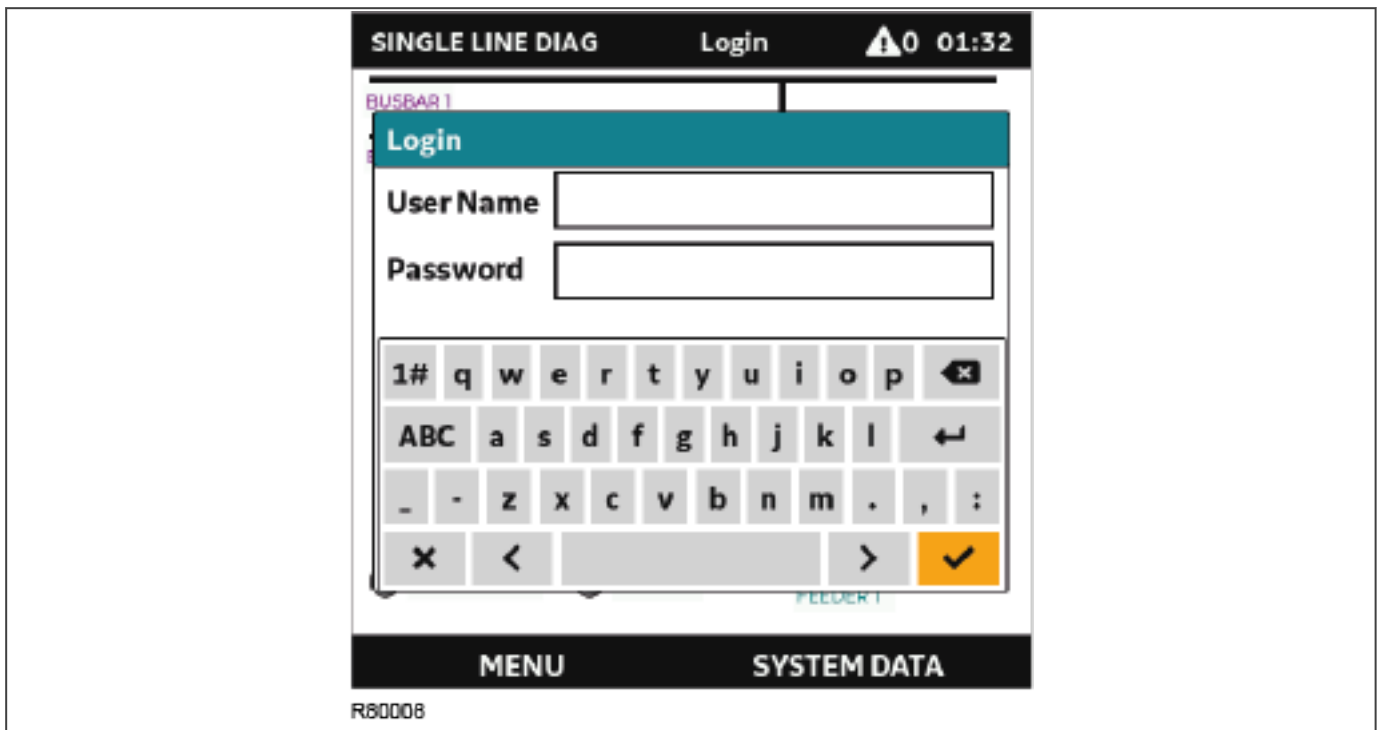 SINGLE LINE DIAG Login 0 01:32
BUSBAR 1
Login
User Name
Password
1# q w e r t y u i o p
ABC a s d f g h j k l
_ - z x c v b n m . , :
FEEDER 1
MENU SYSTEM DATA
R80008